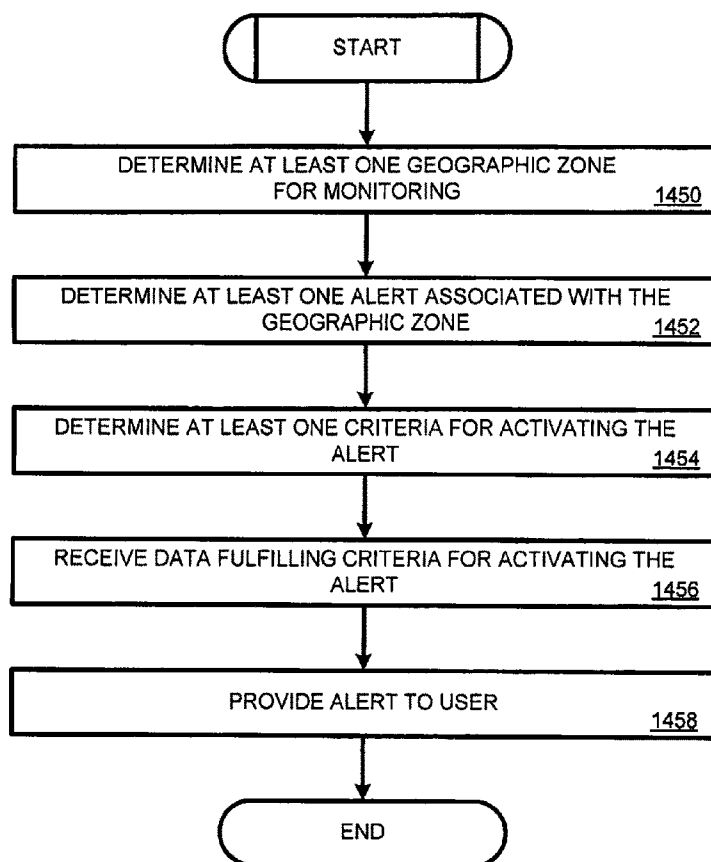 START
DETERMINE AT LEAST ONE GEOGRAPHIC ZONE
FOR MONITORING
1450
DETERMINE AT LEAST ONE ALERT ASSOCIATED WITH THE
GEOGRAPHIC ZONE
1452
DETERMINE AT LEAST ONE CRITERIA FOR ACTIVATING THE
ALERT
1454
RECEIVE DATA FULFILLING CRITERIA FOR ACTIVATING THE
ALERT
1456
PROVIDE ALERT TO USER
1458
END